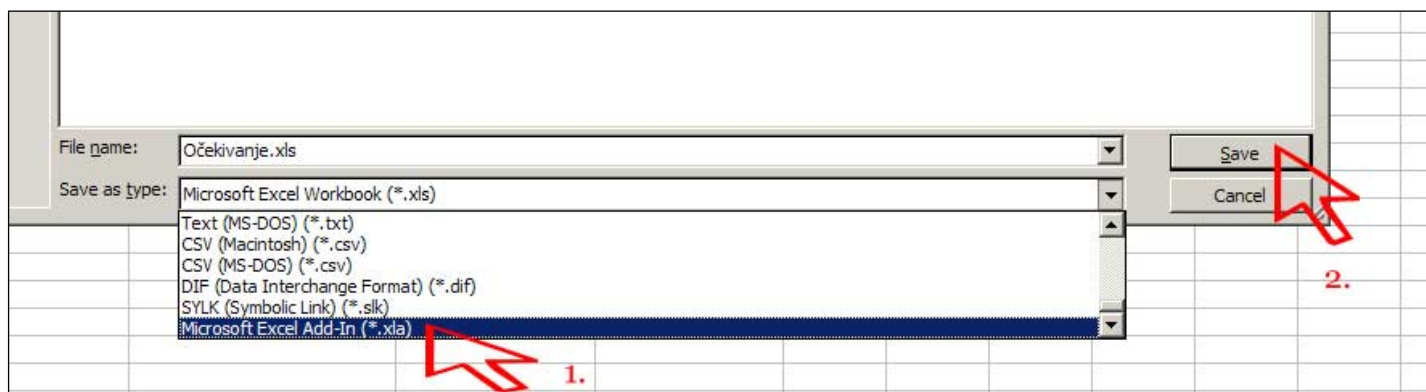 File name: Očekivanje.xls Save
Save as type: Microsoft Excel Workbook (*.xls) Cancel
Text (MS-DOS) (*.txt)
CSV (Macintosh) (*.csv)
CSV (MS-DOS) (*.csv)
DIF (Data Interchange Format) (*.dif)
SYLK (Symbolic Link) (*.slk)
2.
Microsoft Excel Add-In (*.xla)
1.